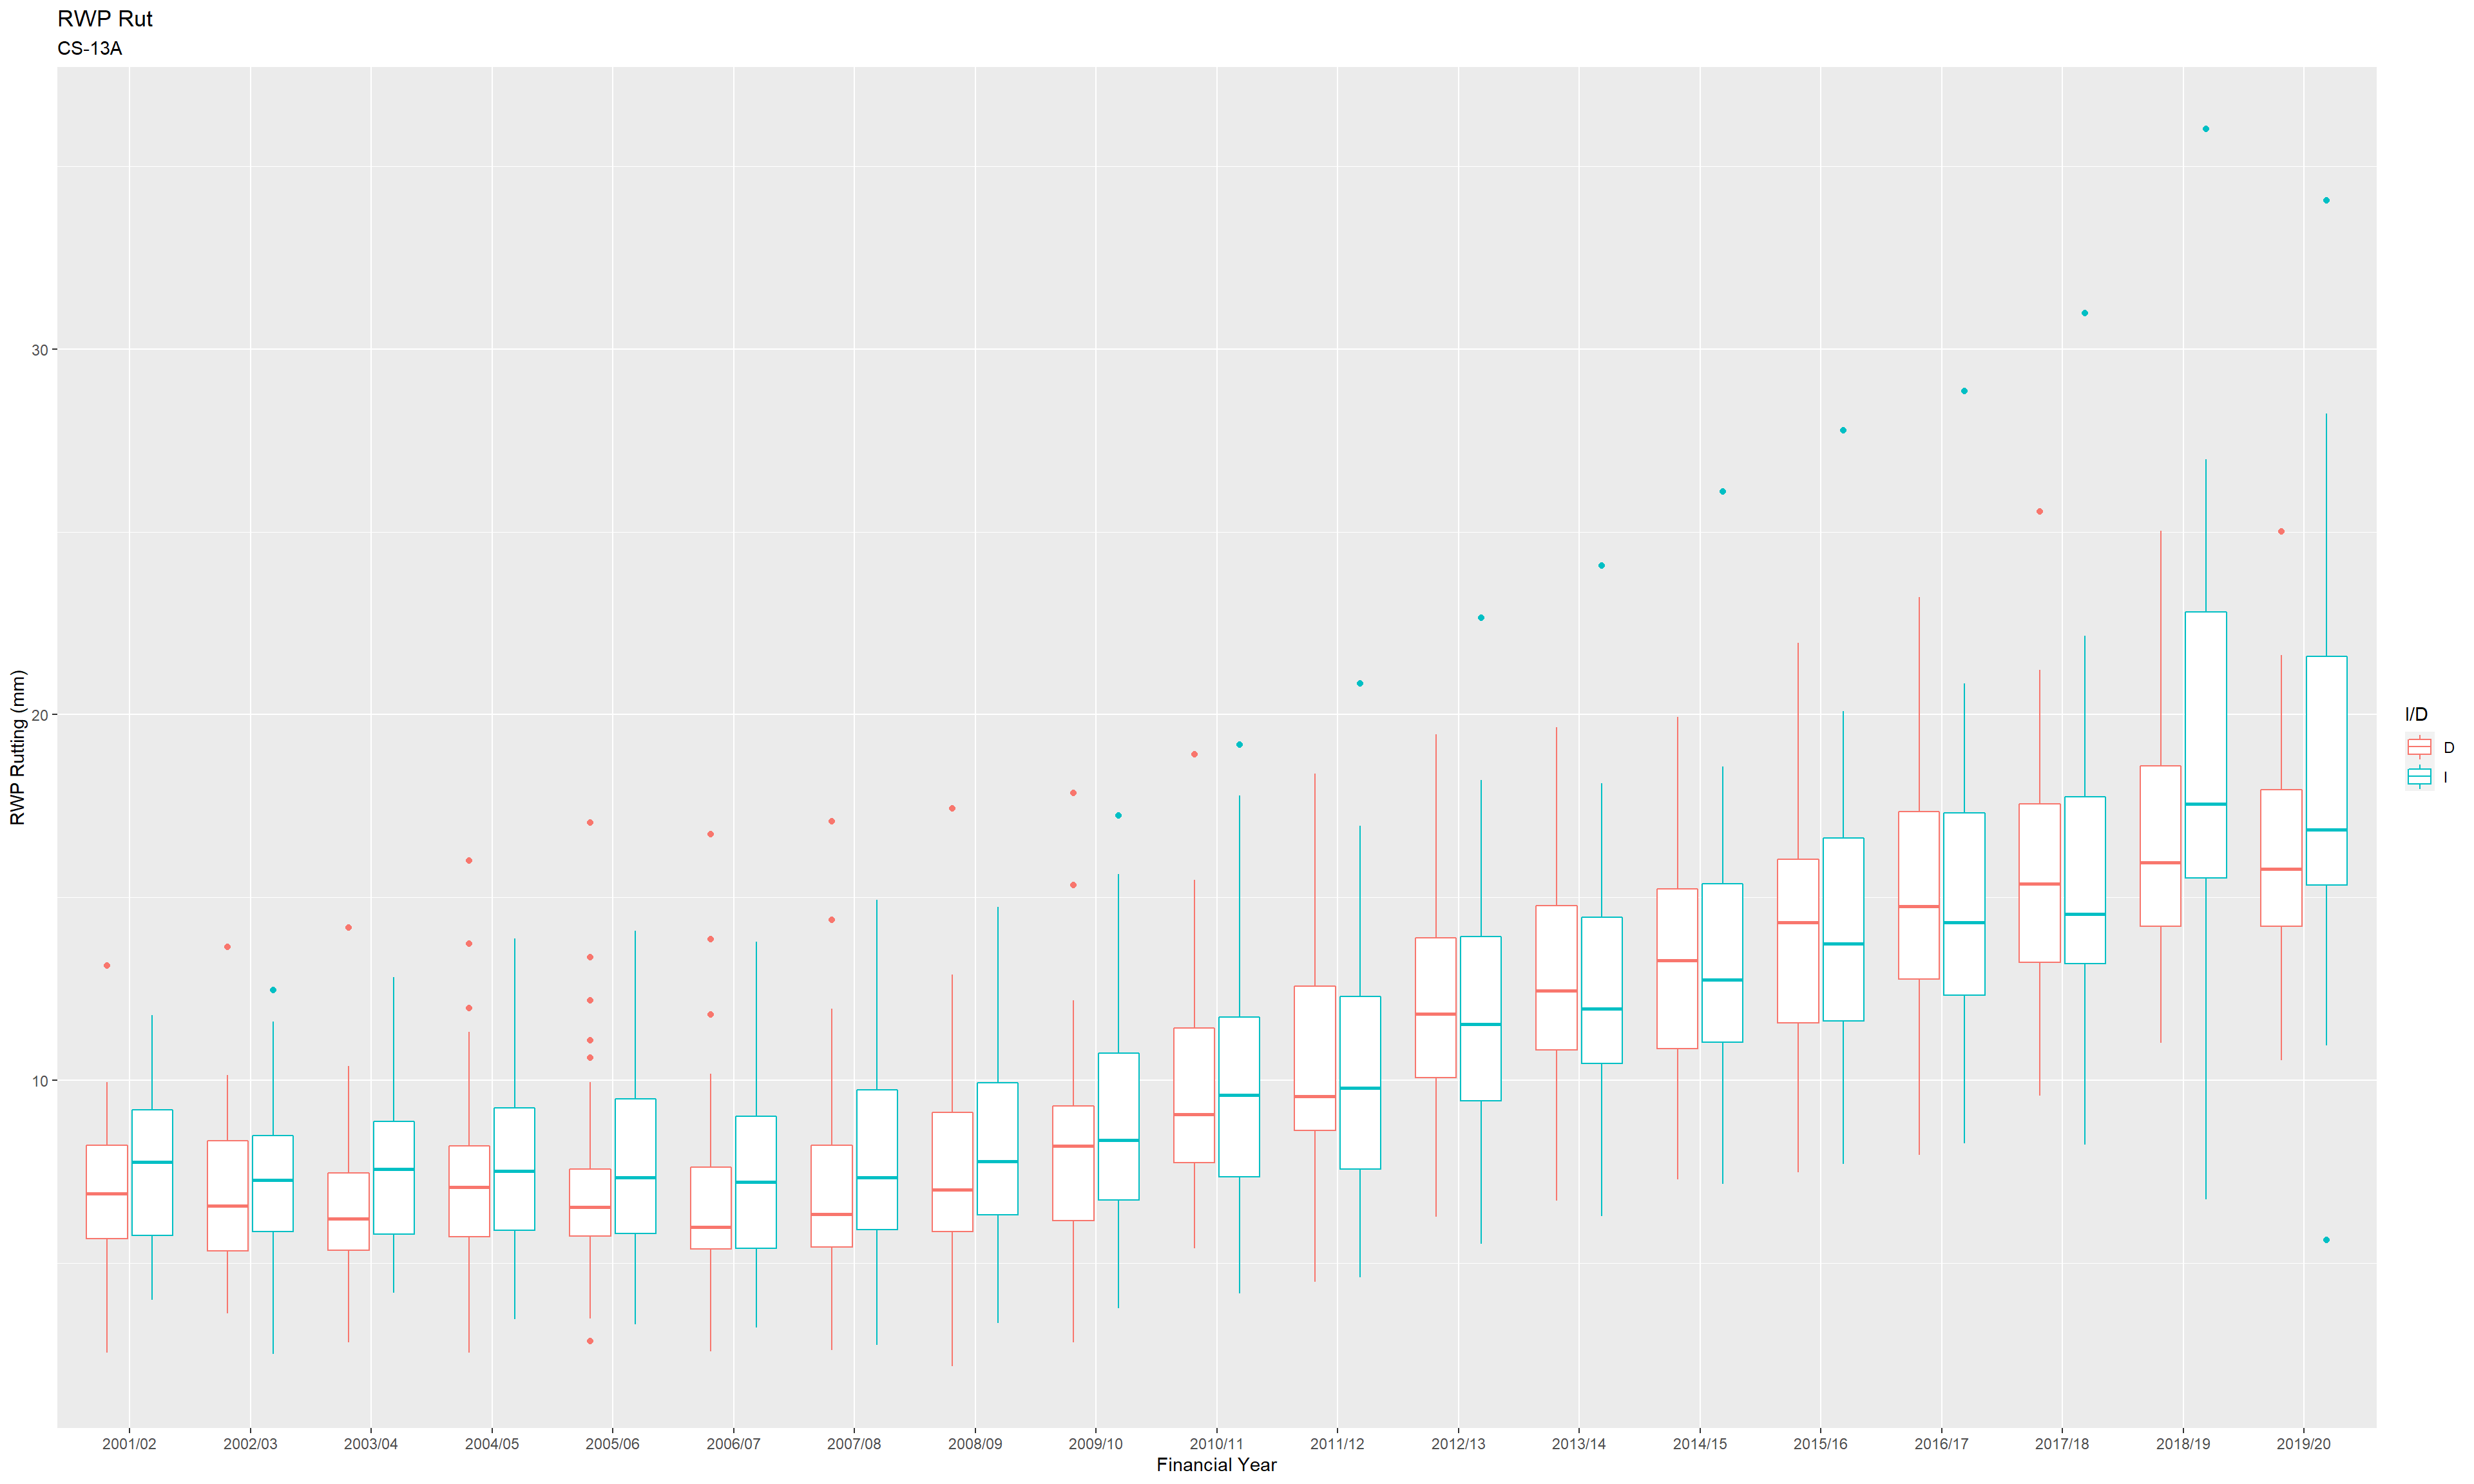 RWP Rut
CS-13A
RWP Rutting (mm)
30
20
10
2001/02 2002/03 2003/04 2004/05 2005/06 2006/07 2007/08 2008/09 2009/10 2010/11 2011/12 2012/13 2013/14 2014/15 2015/16 2016/17 2017/18 2018/19 2019/20
Financial Year
I/D
D
I